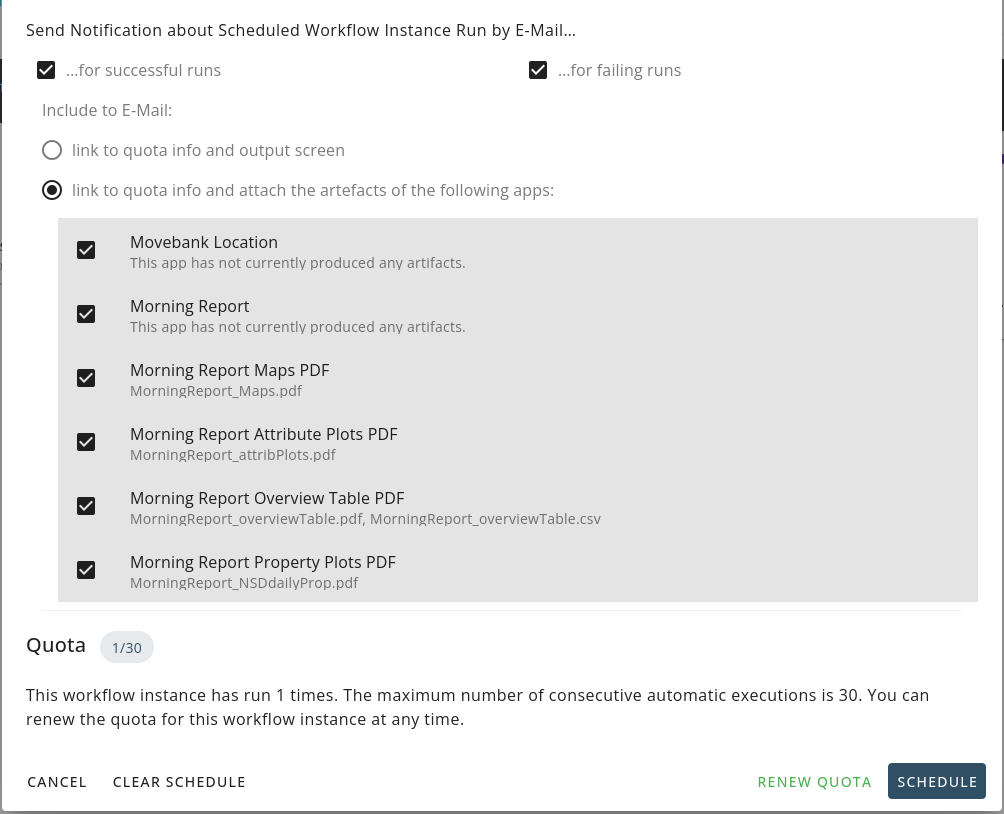 Send Notification about Scheduled Workflow Instance Run by E-Mail...
...for successful runs
...for failing runs
Include to E-Mail:
link to quota info and output screen
link to quota info and attach the artefacts of the following apps:
Movebank Location
This app has not currently produced any artifacts.
Morning Report
This app has not currently produced any artifacts.
Morning Report Maps PDF
MorningReport_Maps.pdf
Morning Report Attribute Plots PDF
MorningReport_attribPlots.pdf
Morning Report Overview Table PDF
MorningReport_overviewTable.pdf, MorningReport_overviewTable.csv
Morning Report Property Plots PDF
MorningReport_NSDdailyProp.pdf
Quota 1/30
This workflow instance has run 1 times. The maximum number of consecutive automatic executions is 30. You can
renew the quota for this workflow instance at any time.
CANCEL CLEAR SCHEDULE RENEW QUOTA SCHEDULE